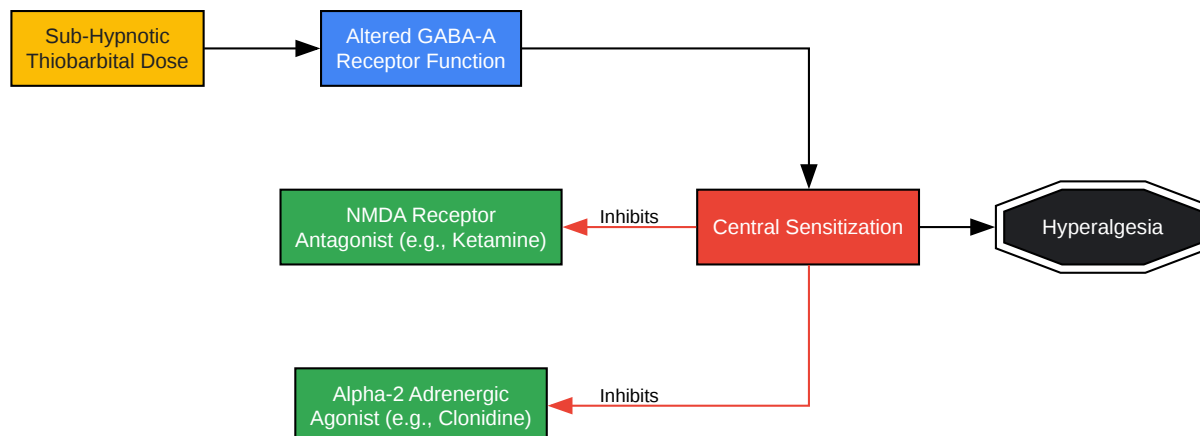 Sub-Hypnotic
Thiobarbital Dose
Altered GABA-A
Receptor Function
NMDA Receptor
Antagonist (e.g., Ketamine)
Inhibits
Central Sensitization
Hyperalgesia
Alpha-2 Adrenergic
Agonist (e.g., Clonidine)
Inhibits